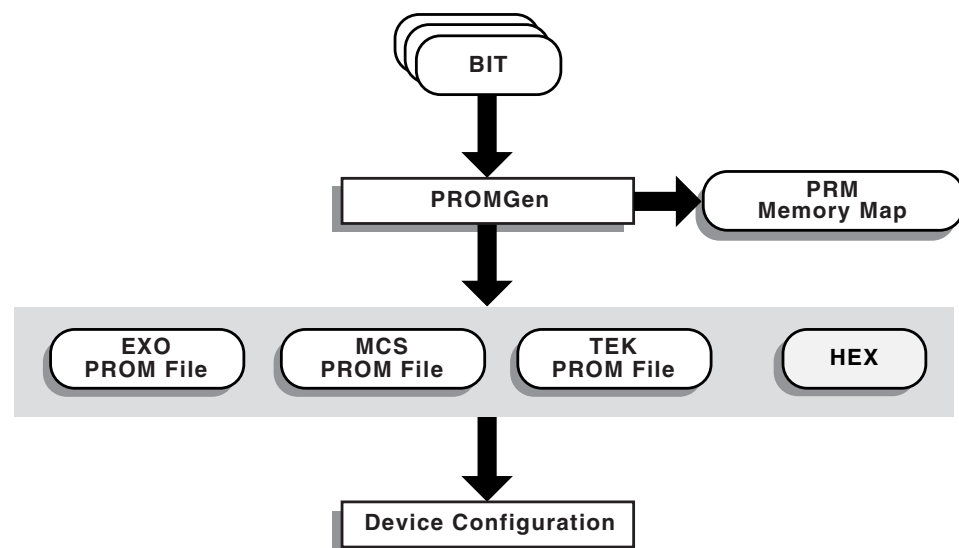 BIT
PROMGen
PRM
Memory Map
EXO
PROM File
MCS
PROM File
TEK
PROM File
HEX
Device Configuration